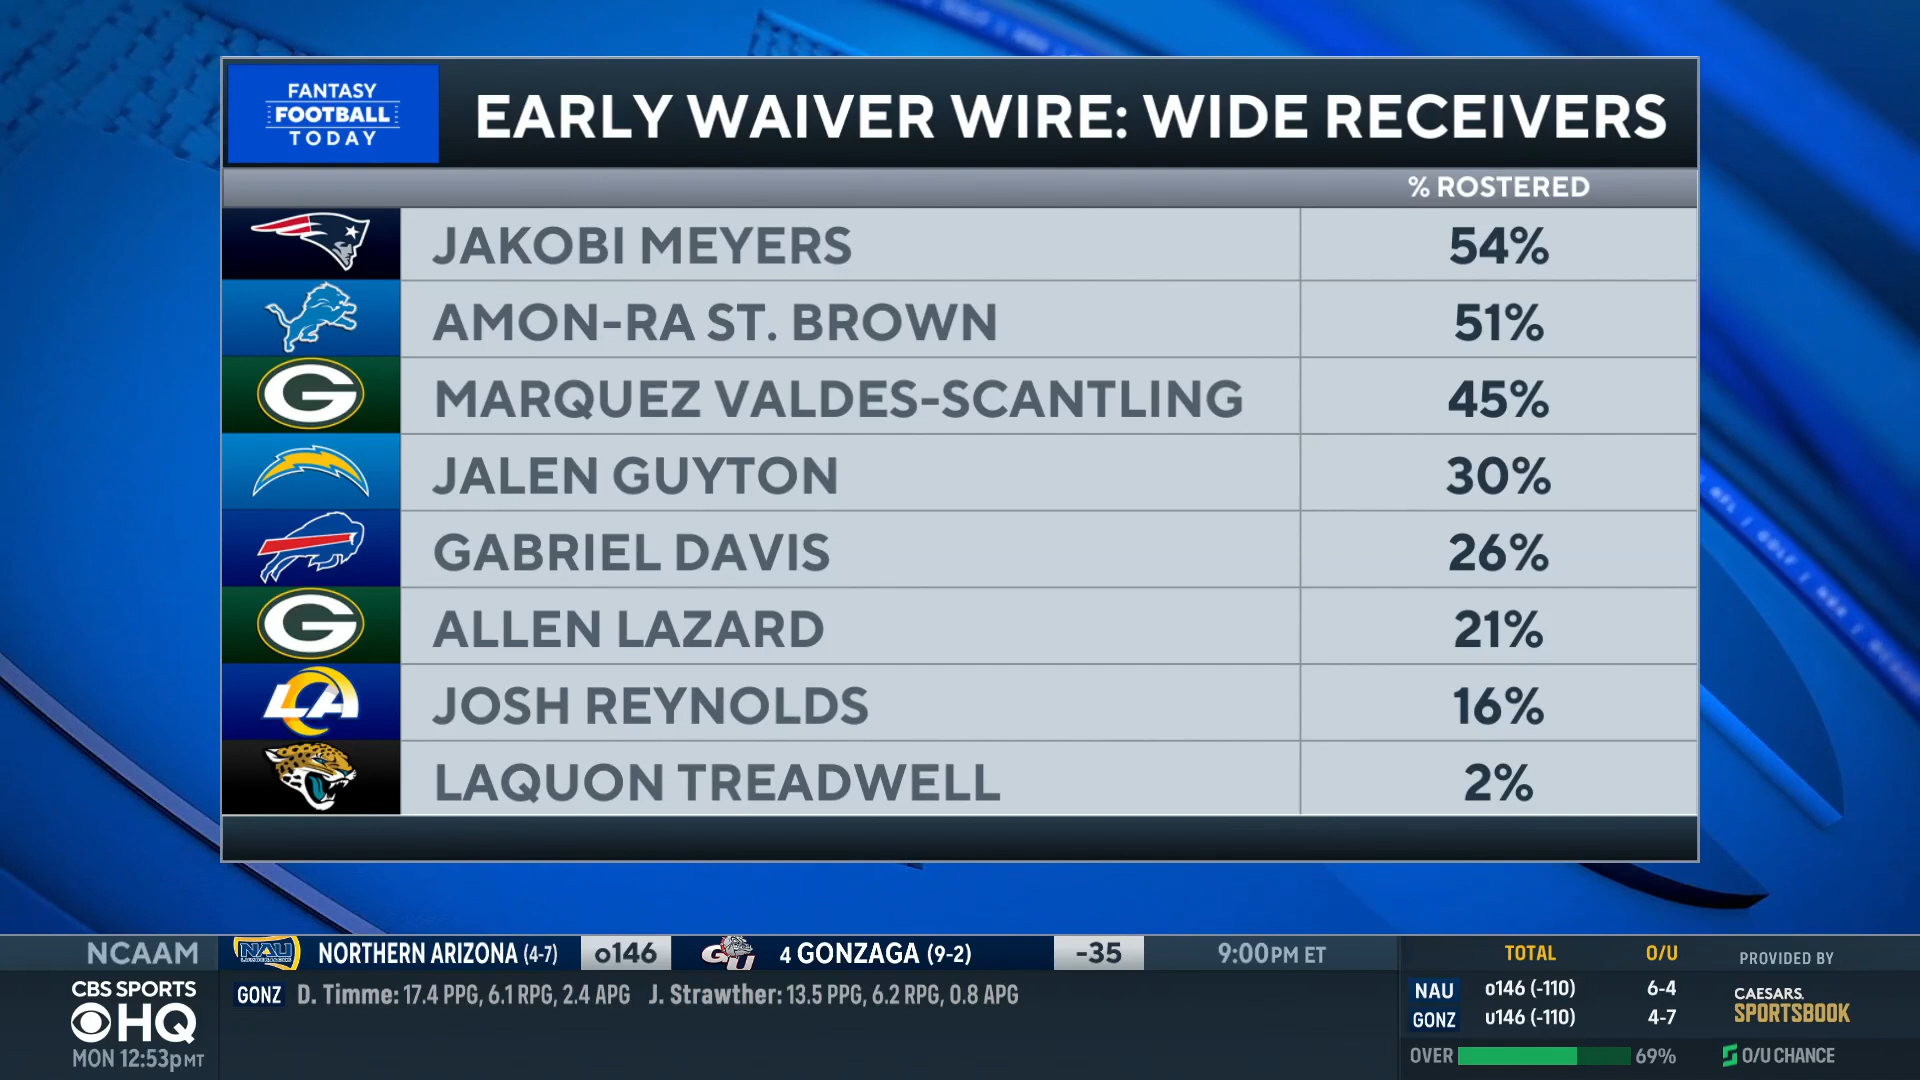 FANTASY
FOOTBALL
TODAY
EARLY WAIVER WIRE: WIDE RECEIVERS
% ROSTERED
JAKOBI MEYERS 54%
AMON-RA ST. BROWN 51%
MARQUEZ VALDES-SCANTLING 45%
JALEN GUYTON 30%
GABRIEL DAVIS 26%
ALLEN LAZARD 21%
LA JOSH REYNOLDS 16%
LAQUON TREADWELL 2%
NCAAM NAU NORTHERN ARIZONA (4-7) o146 GU 4 GONZAGA (9-2) -35 9:00PM ET
CBS SPORTS
HQ
MON 12:53pMT
GONZ D. Timme: 17.4 PPG, 6.1 RPG, 2.4 APG J. Strawther: 13.5 PPG, 6.2 RPG, 0.8 APG
TOTAL O/U
NAU o146 (-110) 6-4
GONZ u146 (-110) 4-7
OVER 69%
PROVIDED BY
CAESARS
SPORTSBOOK
S O/U CHANCE